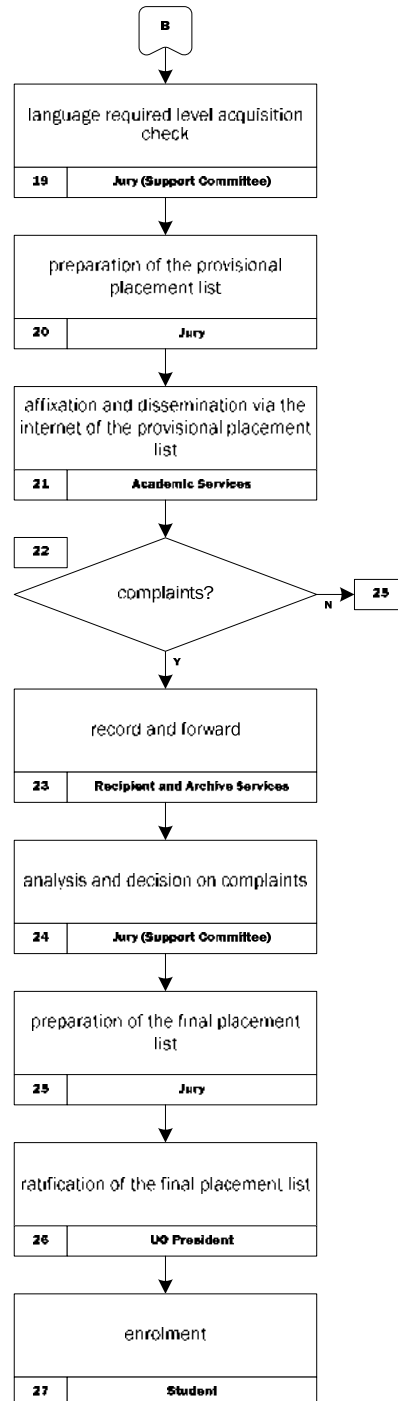 B
language required level acquisition
check
19 Jury (Support Committee)
preparation of the provisional
placement list
20 Jury
affixation and dissemination via the
internet of the provisional placement
list
21 Academic Services
22
complaints?
N
25
Y
record and forward
23 Recipient and Archive Services
analysis and decision on complaints
24 Jury (Support Committee)
preparation of the final placement
list
25 Jury
ratification of the final placement list
26 UO President
enrolment
27 Student